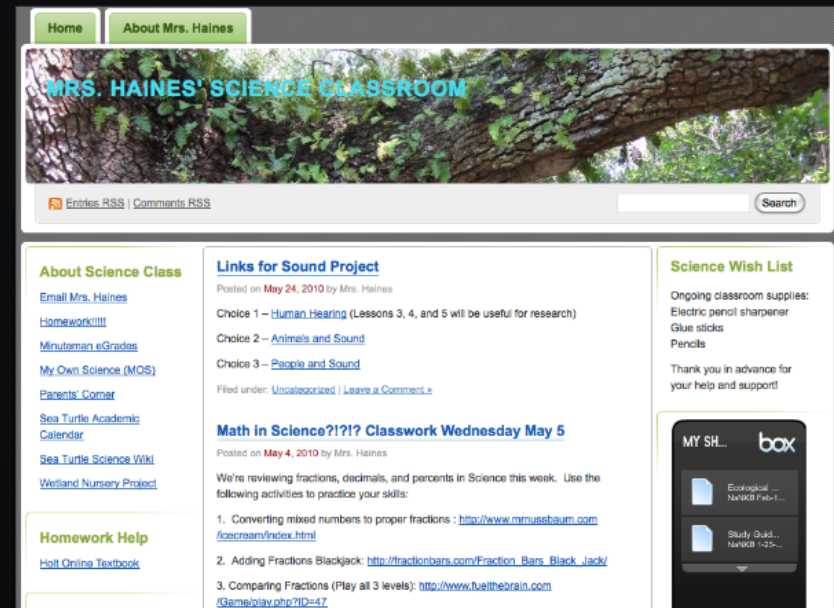 Home
About Mrs. Haines
MRS. HAINES' SCIENCE CLASSROOM
Entries RSS | Comments RSS
Search
About Science Class
Email Mrs. Haines
Homework!!!!!
Minuteman eGrades
My Own Science (MOS)
Parents' Corner
Sea Turtle Academic
Calendar
Sea Turtle Science Wiki
Wetland Nursery Project
Homework Help
Holt Online Textbook
Links for Sound Project
Posted on May 24, 2010 by Mrs. Haines
Choice 1 – Human Hearing (Lessons 3, 4, and 5 will be useful for research)
Choice 2 – Animals and Sound
Choice 3 – People and Sound
Filed under: Uncategorized | Leave a Comment »
Math in Science?!?!? Classwork Wednesday May 5
Posted on May 4, 2010 by Mrs. Haines
We're reviewing fractions, decimals, and percents in Science this week. Use the
following activities to practice your skills:
1. Converting mixed numbers to proper fractions : http://www.mrnussbaum.com
/icecream/index.html
2. Adding Fractions Blackjack: http://fractionbars.com/Fraction_Bars_Black_Jack/
3. Comparing Fractions (Play all 3 levels): http://www.fuelthebrain.com
/Game/play.php?ID=47
Science Wish List
Ongoing classroom supplies:
Electric pencil sharpener
Glue sticks
Pencils
Thank you in advance for
your help and support!
MY SH...
box
Ecological ...
NaNKB Feb-1...
Study Guid...
NaNKB 1-25-...